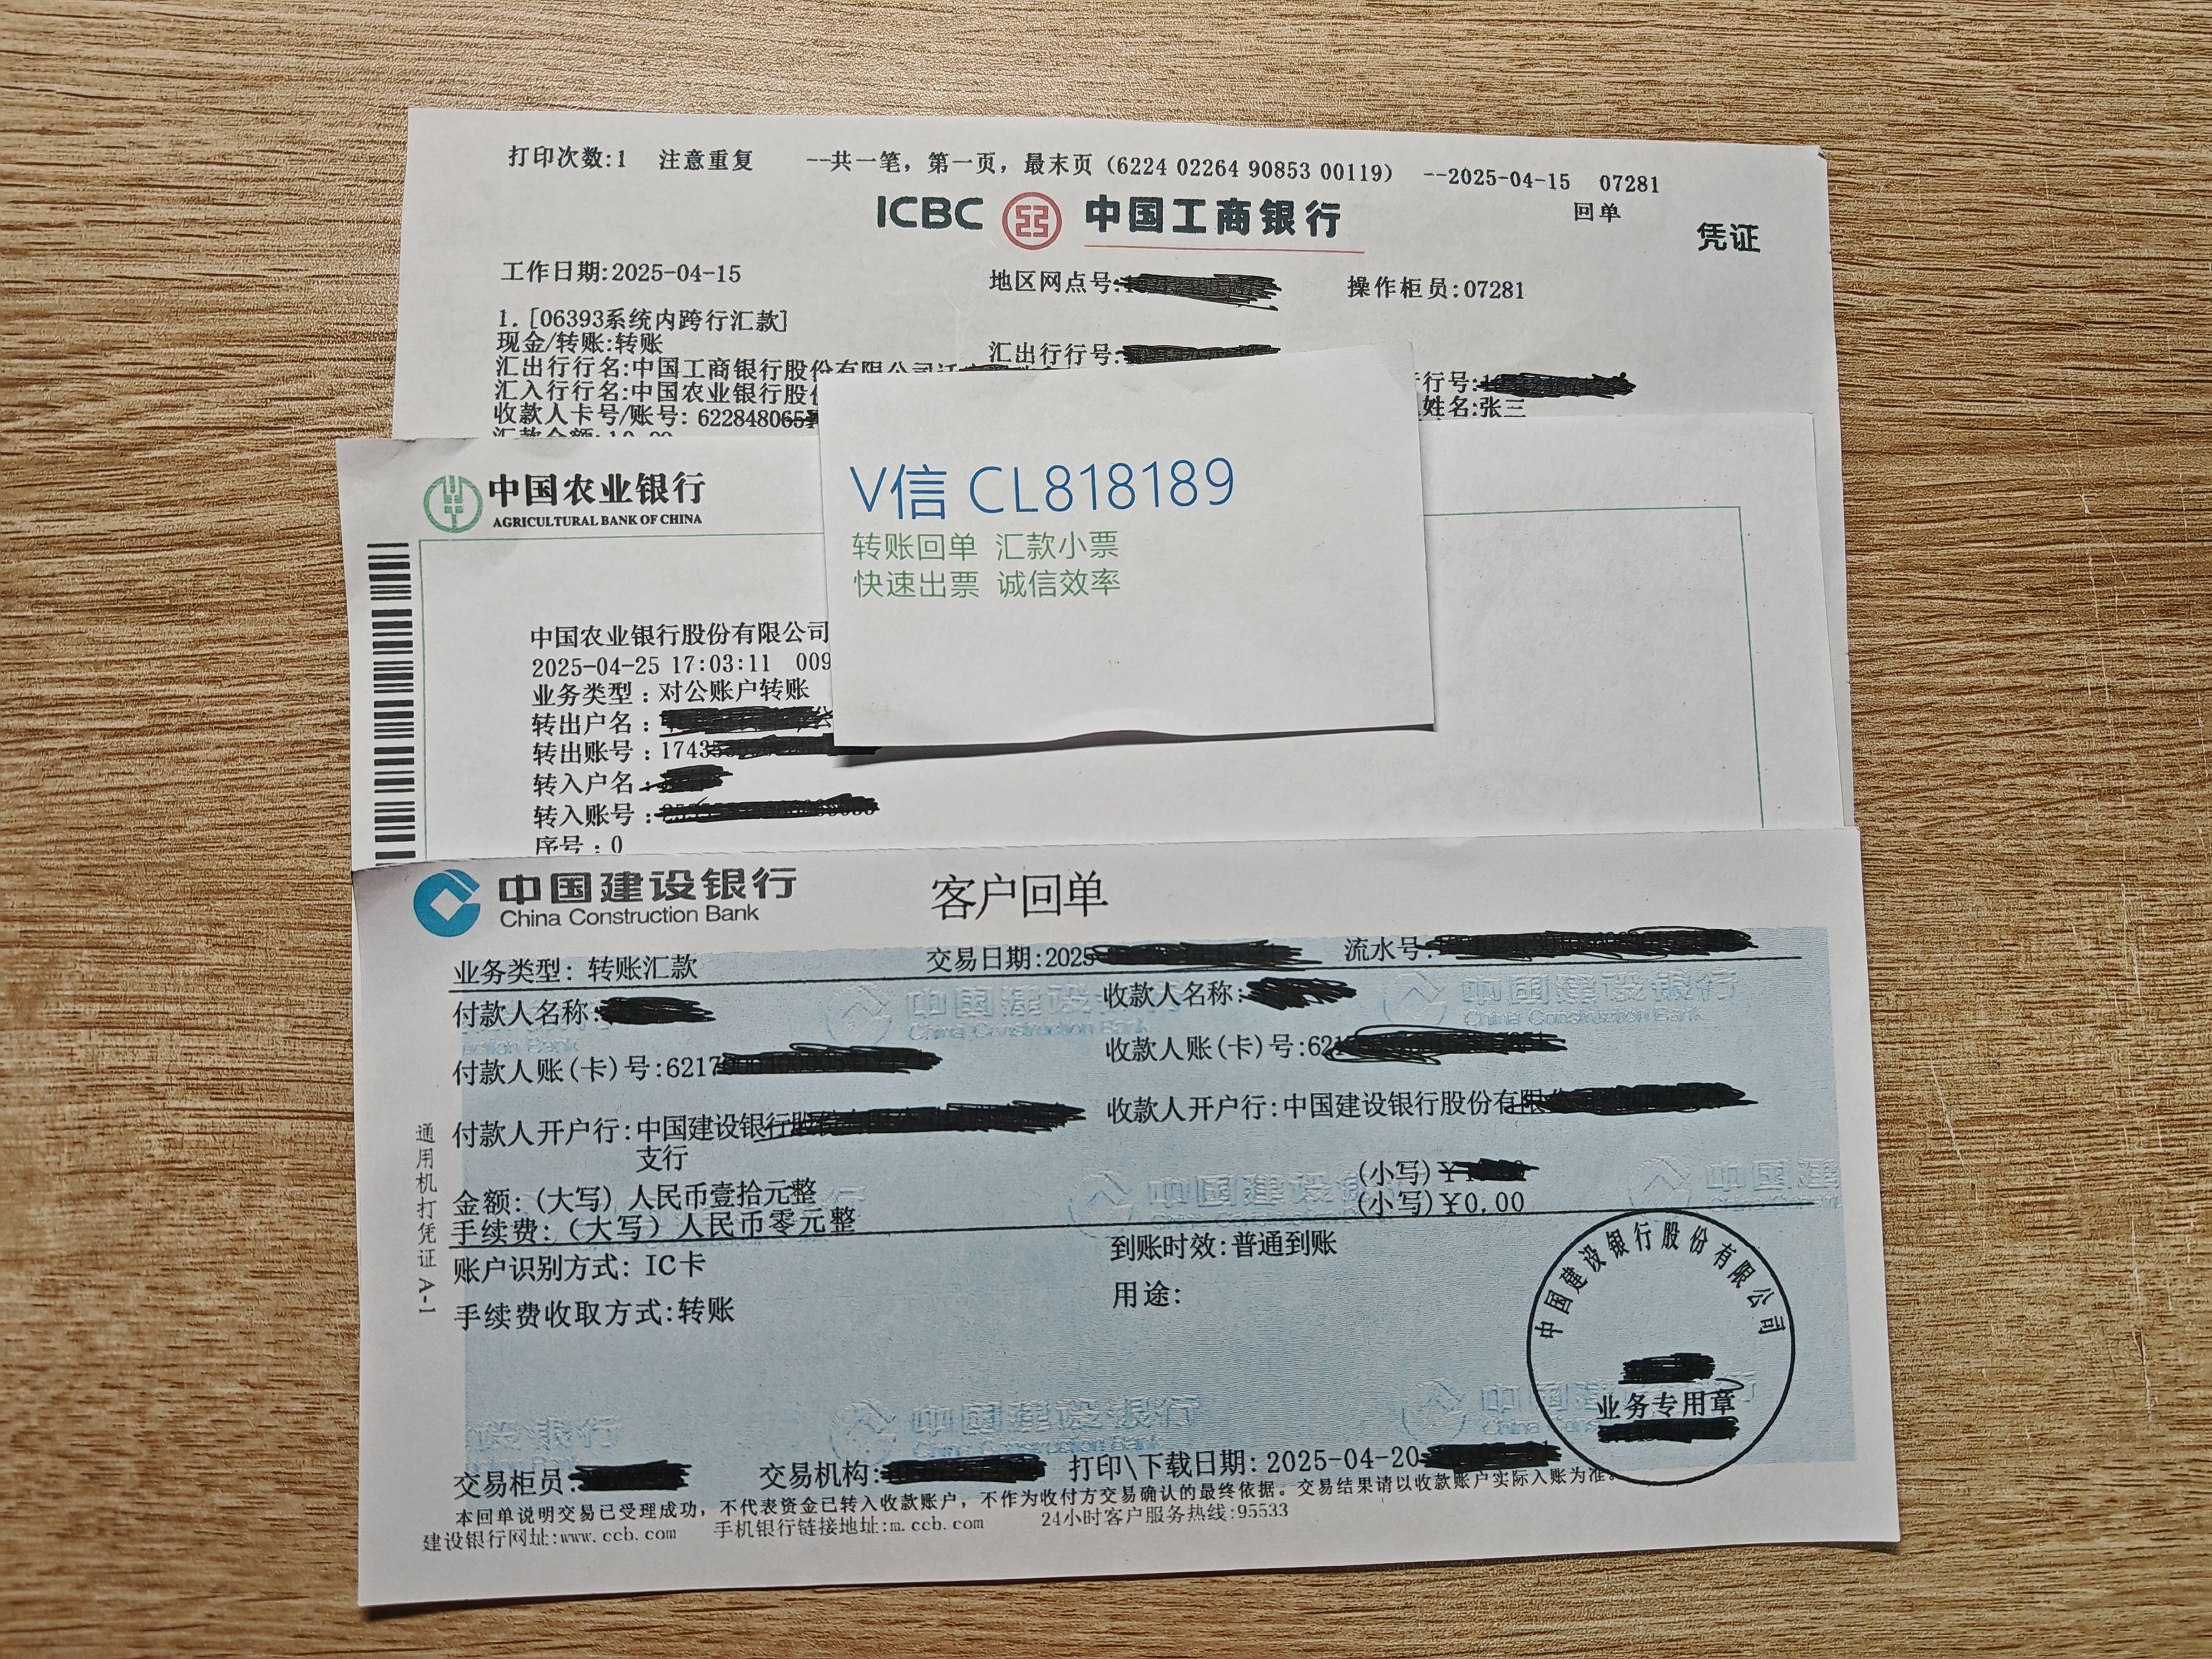 打印次数:1 注意重复 --共一笔，第一页，最末页（6224 02264 90853 00119） --2025-04-15 07281
回单
ICBC 中国工商银行
凭证
工作日期:2025-04-15 地区网点号: 操作柜员:07281
1.[06393系统内跨行汇款]
现金/转账:转账
汇出行行号:
汇出行行名:中国工商银行股份有限公司
汇入行行名:中国农业银行股份 行号:
收款人卡号/账号: 622848065 姓名:张三
V信 CL818189
转账回单 汇款小票
快速出票 诚信效率
中国农业银行
AGRICULTURAL BANK OF CHINA
中国农业银行股份有限公司
2025-04-25 17:03:11 009
业务类型：对公账户转账
转出户名：
转出账号：1743
转入户名：
转入账号：
序号：0
中国建设银行
China Construction Bank
客户回单
业务类型: 转账汇款 交易日期:2025 流水号:
付款人名称: 收款人名称:
付款人账(卡)号:6217 收款人账(卡)号:621
付款人开户行:中国建设银行 收款人开户行:中国建设银行股份有限
支行
金额:(大写) 人民币壹拾元整 (小写)￥
手续费:(大写) 人民币零元整 (小写)￥0.00
账户识别方式: IC卡 到账时效:普通到账
手续费收取方式:转账 用途:
通用机打凭证 A-1
中国建设银行股份有限公司
业务专用章
交易柜员: 交易机构: 打印\下载日期: 2025-04-20
本回单说明交易已受理成功，不代表资金已转入收款账户，不作为收付方交易确认的最终依据。交易结果请以收款账户实际入账为准。
建设银行网址:www.ccb.com 手机银行链接地址:m.ccb.com 24小时客户服务热线:95533